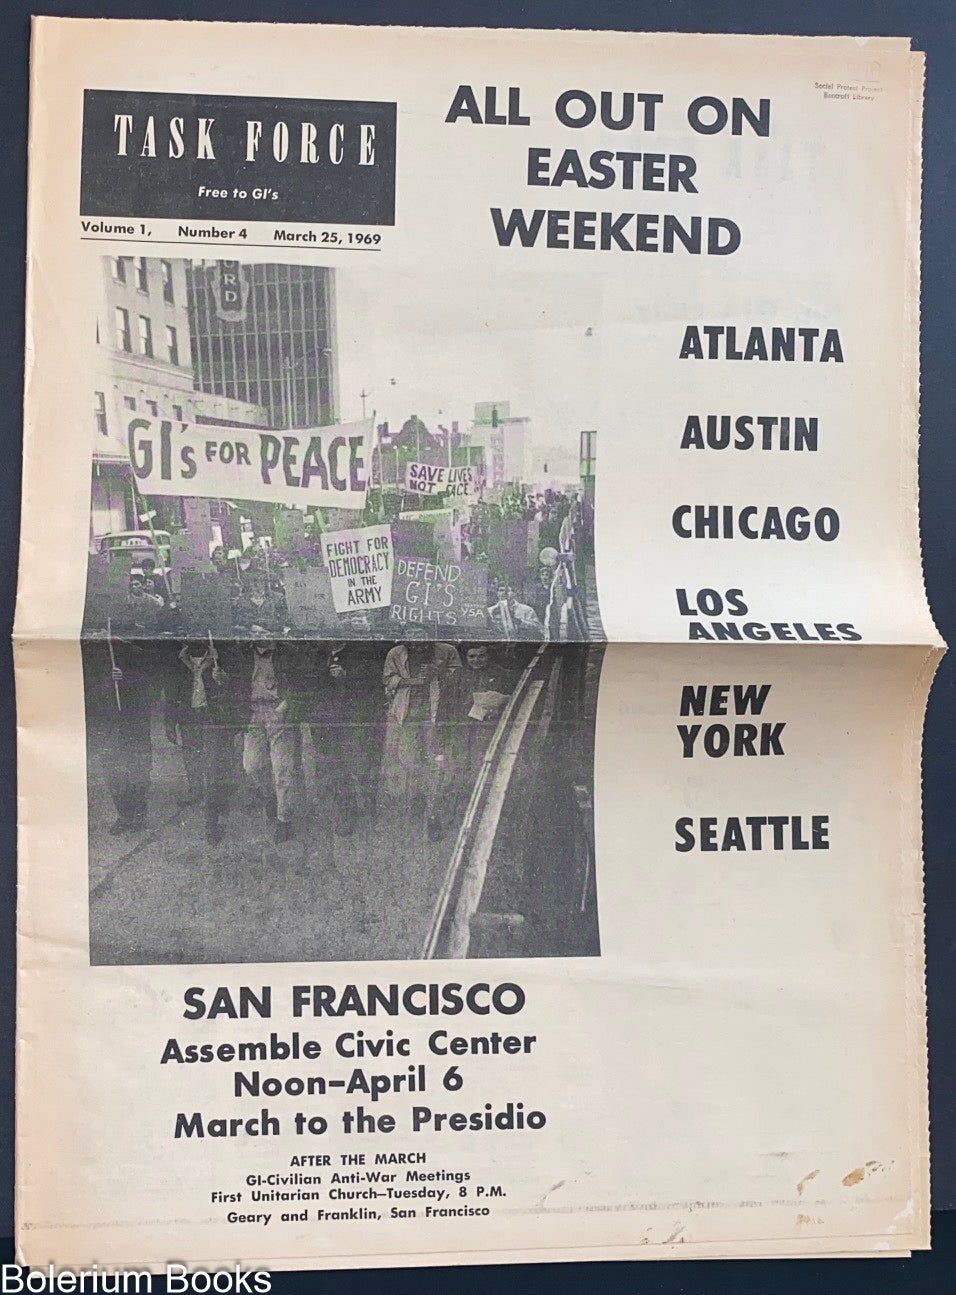 Social Protest Project
Bancroft Library
TASK FORCE
Free to GI's
Volume 1, Number 4 March 25, 1969
ALL OUT ON
EASTER
WEEKEND
RD
GI's FOR PEACE
SAVE LIVES
NOT FACE
FIGHT FOR
DEMOCRACY
IN THE
ARMY
DEFEND
GI'S
RIGHTS YSA
ATLANTA
AUSTIN
CHICAGO
LOS
ANGELES
NEW
YORK
SEATTLE
SAN FRANCISCO
Assemble Civic Center
Noon-April 6
March to the Presidio
AFTER THE MARCH
GI-Civilian Anti-War Meetings
First Unitarian Church-Tuesday, 8 P.M.
Geary and Franklin, San Francisco
Bolerium Books